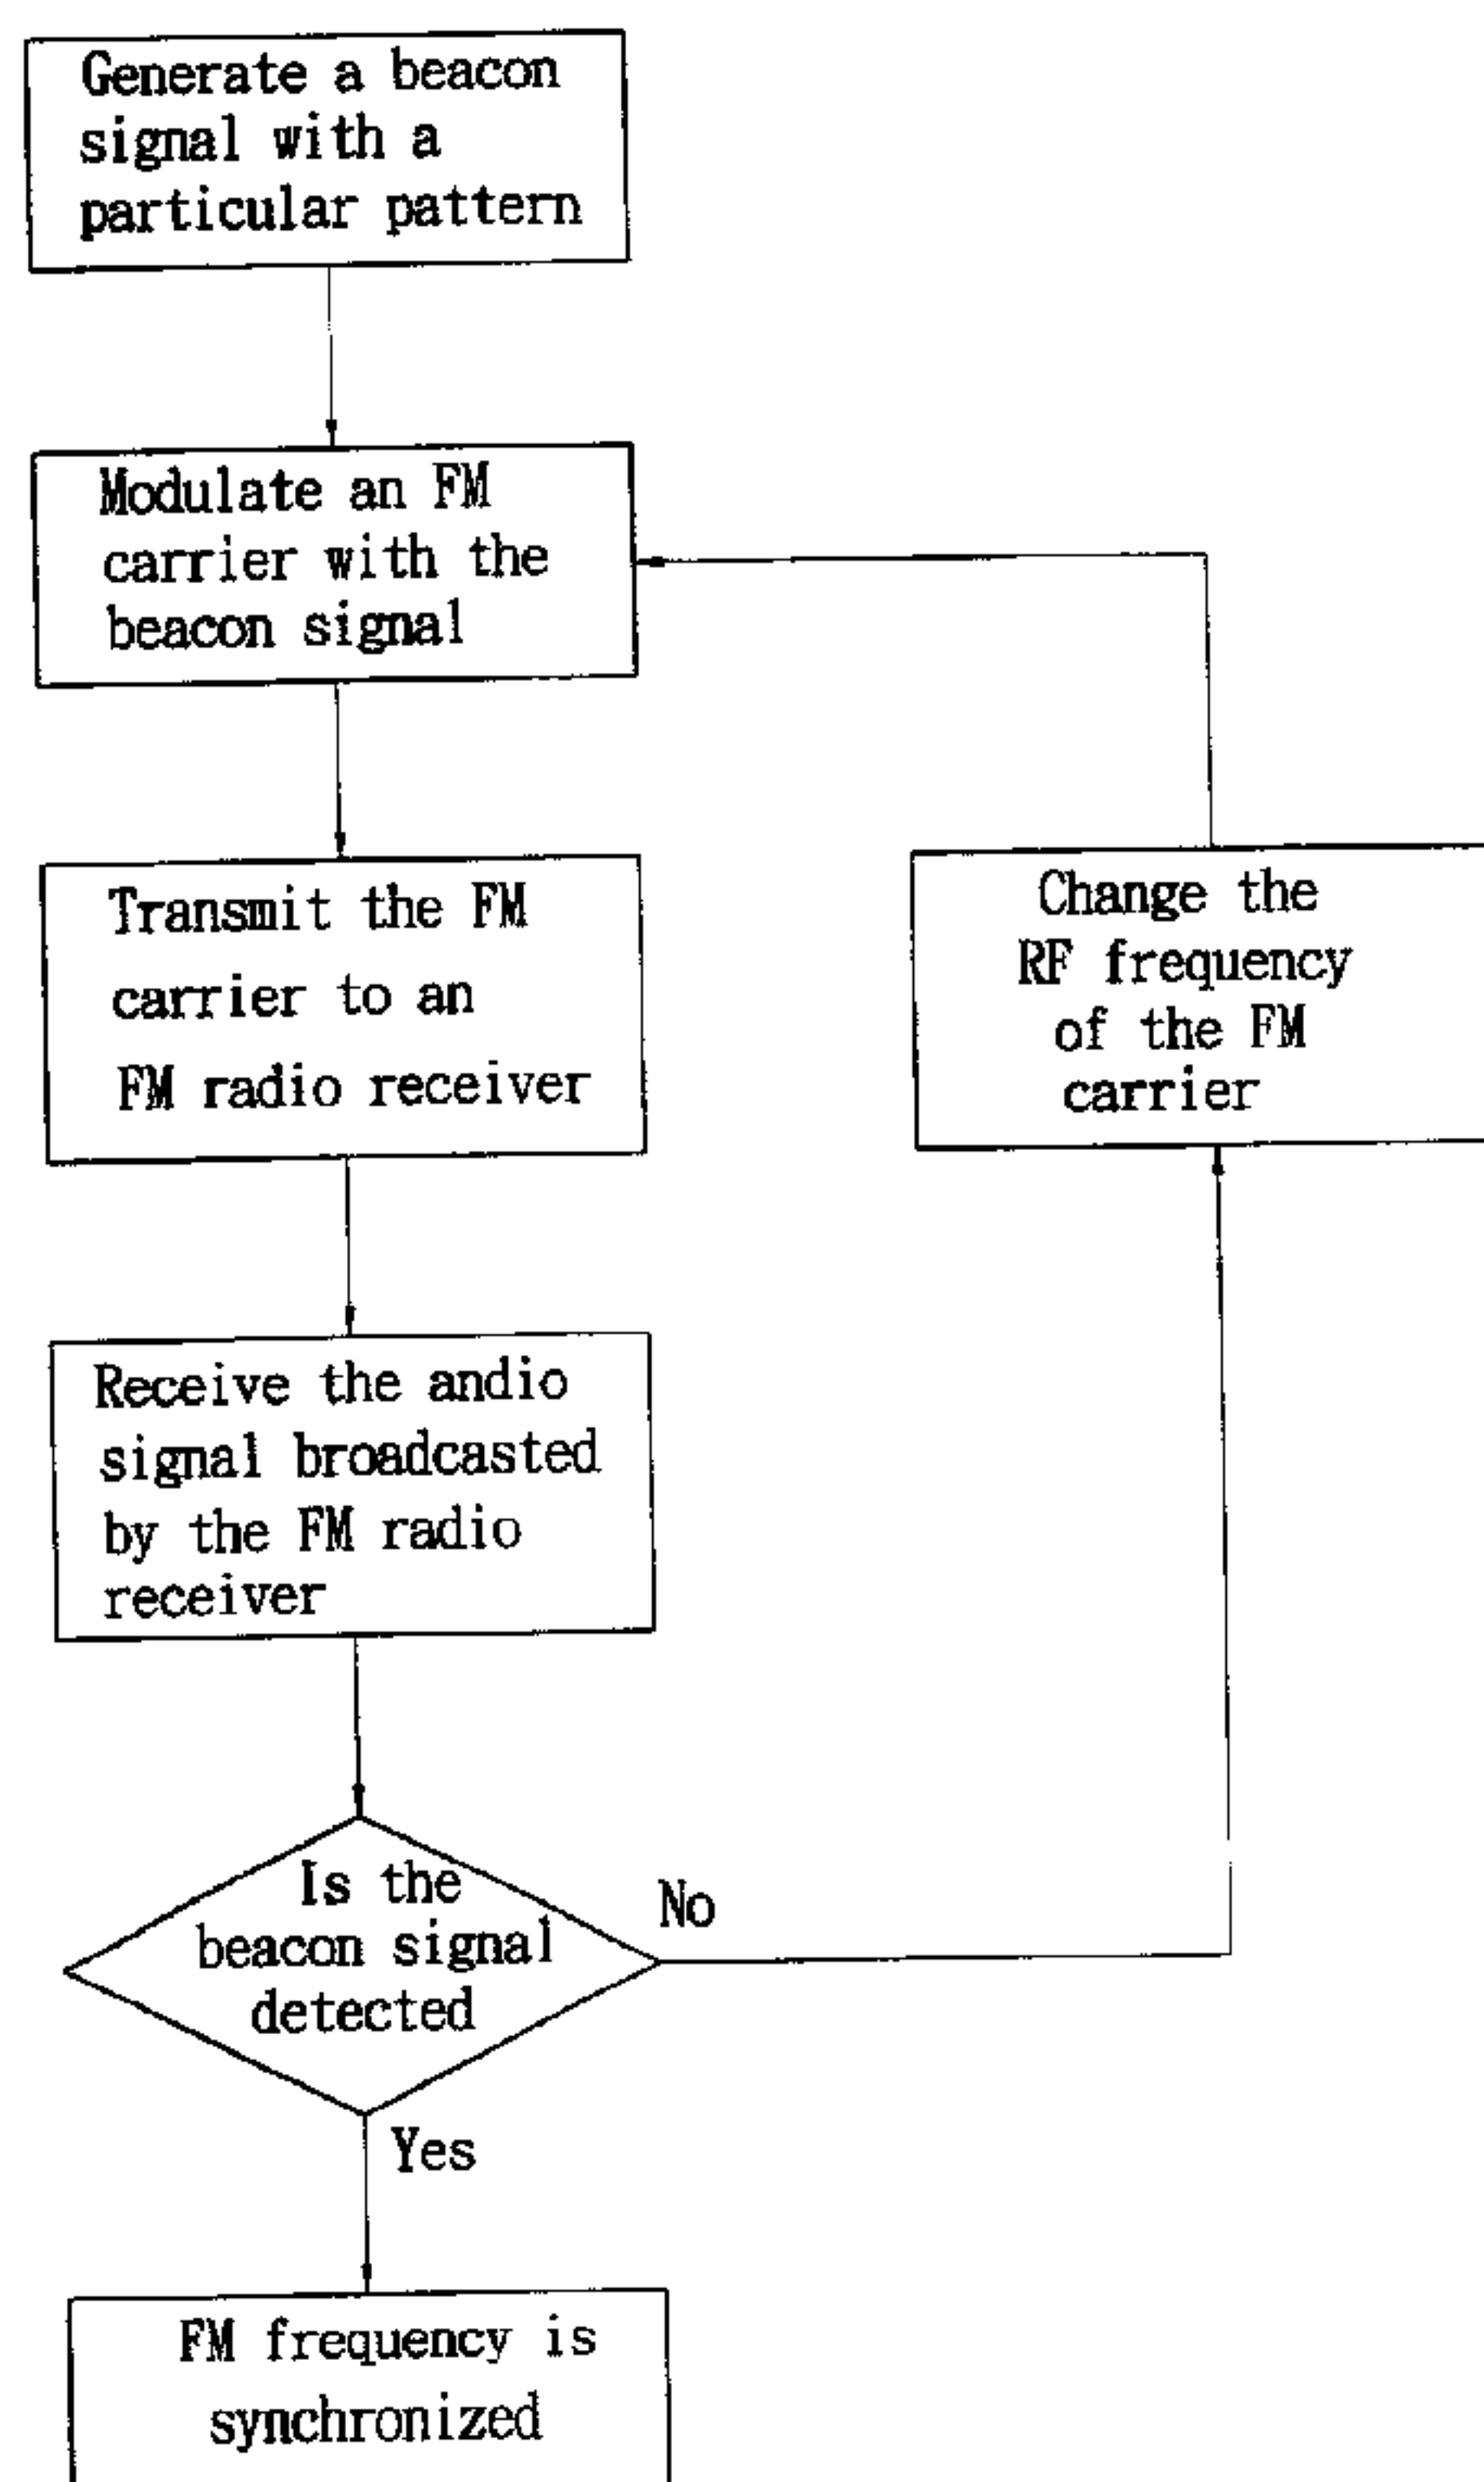 Generate a beacon
signal with a
particular pattern
Modulate an FM
carrier with the
beacon signal
Transmit the FM
carrier to an
FM radio receiver
Change the
RF frequency
of the FM
carrier
Receive the andio
signal broadcasted
by the FM radio
receiver
Is the
beacon signal
detected
No
Yes
FM frequency is
synchronized